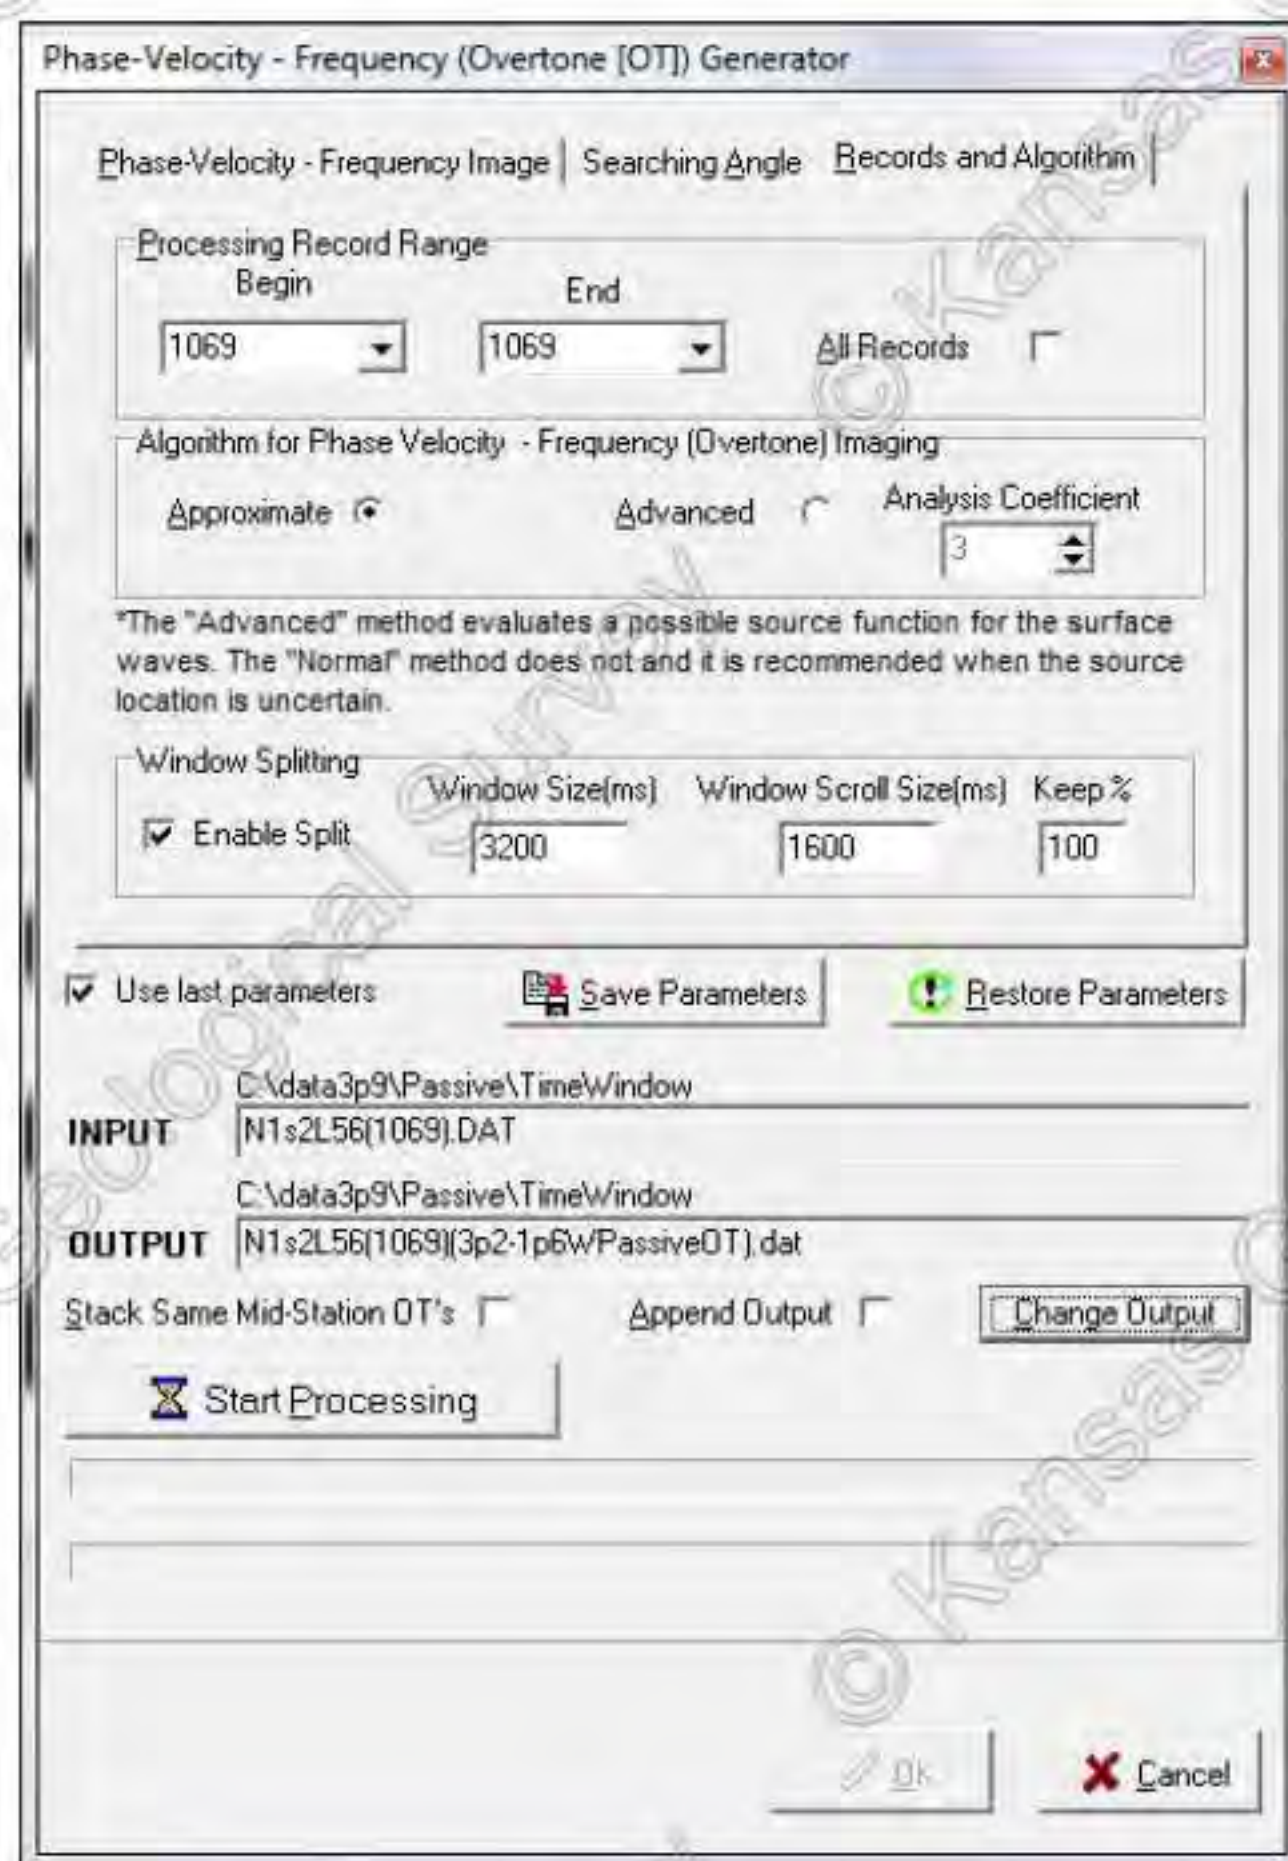 Phase-Velocity - Frequency (Overtone [OT]) Generator
Phase-Velocity - Frequency Image Searching Angle Records and Algorithm
Processing Record Range
Begin End
1069 1069 All Records
Algorithm for Phase Velocity - Frequency (Overtone) Imaging
Approximate Advanced Analysis Coefficient
3
*The "Advanced" method evaluates a possible source function for the surface
waves. The "Normal" method does not and it is recommended when the source
location is uncertain.
Window Splitting
Window Size(ms) Window Scroll Size(ms) Keep %
Enable Split 3200 1600 100
Use last parameters Save Parameters Restore Parameters
C:\data3p9\Passive\TimeWindow
INPUT N1s2L56(1069).DAT
C:\data3p9\Passive\TimeWindow
OUTPUT N1s2L56(1069)(3p2-1p6WPassiveOT).dat
Stack Same Mid-Station OT's Append Output Change Output
Start Processing
Ok Cancel
© Kansas
eological Survey
© Kansas